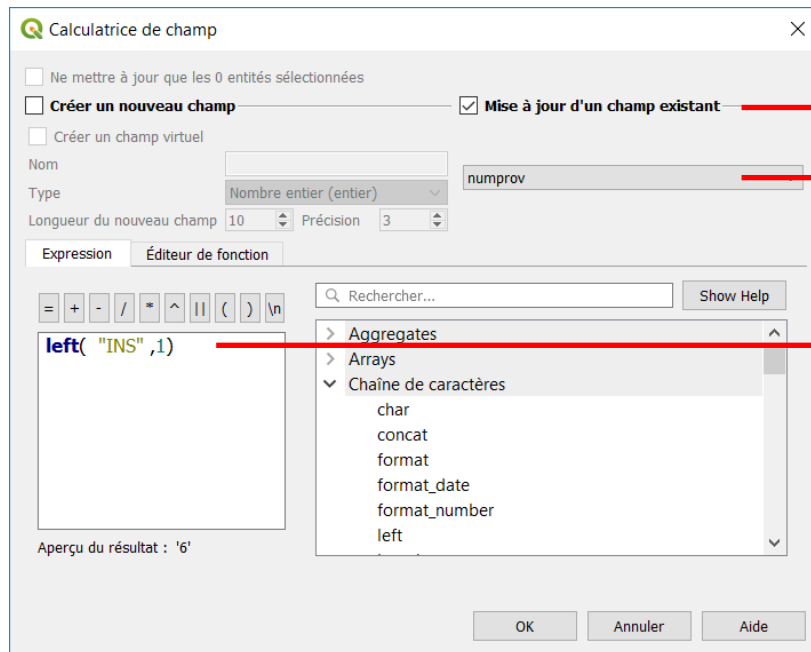 Calculatrice de champ
Ne mettre à jour que les 0 entités sélectionnées
Créer un nouveau champ
Mise à jour d'un champ existant
Créer un champ virtuel
Nom
numprov
Type Nombre entier (entier)
Longueur du nouveau champ 10 Précision 3
Expression Éditeur de fonction
= + - / * ^ || ( ) \n
Rechercher... Show Help
left( "INS" ,1)
Aggregates
Arrays
Chaîne de caractères
char
concat
format
format_date
format_number
left
Aperçu du résultat : '6'
OK Annuler Aide